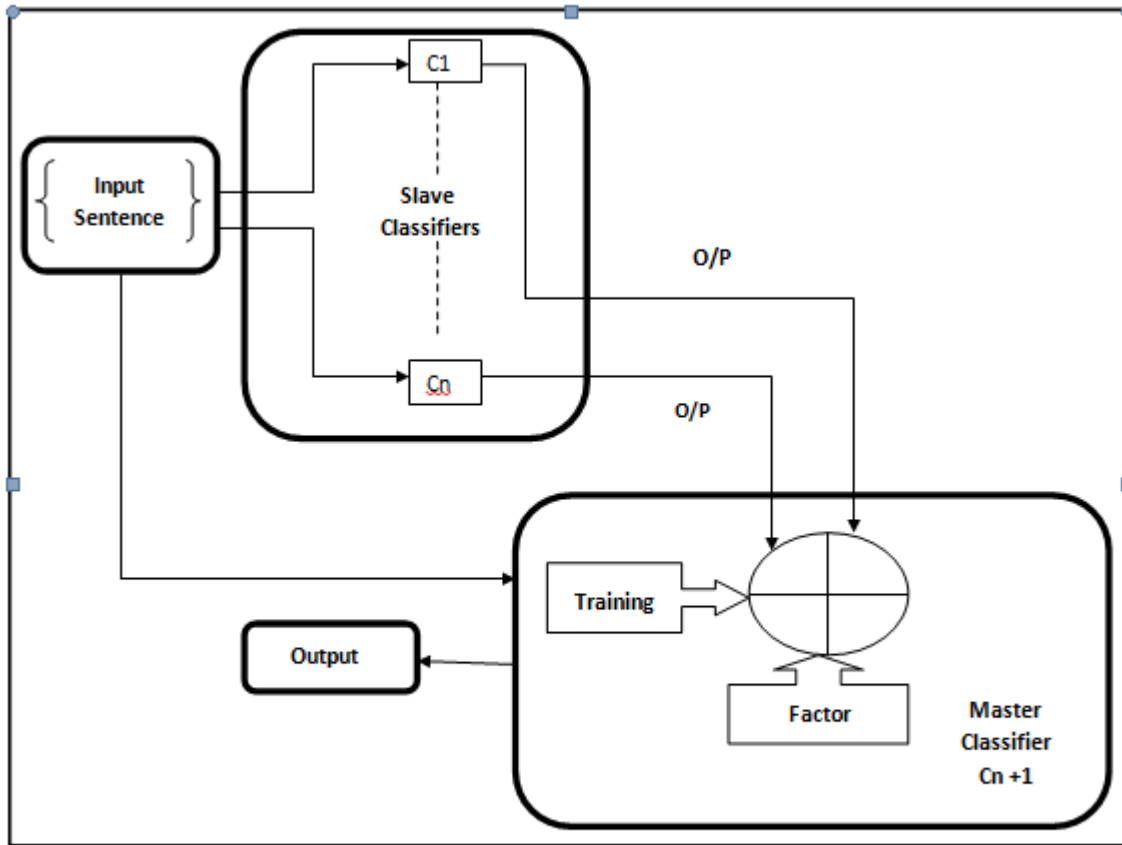 C1
Input
Sentence
Slave
Classifiers
O/P
Cn
O/P
Training
Output
Factor
Master
Classifier
Cn +1